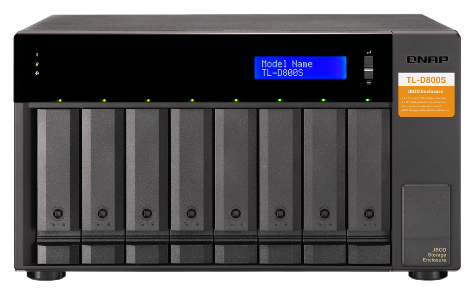 Model Name
TL-D800S
QNAP
TL-D800S
JBOD Enclosure
JBOD
Storage
Enclosure